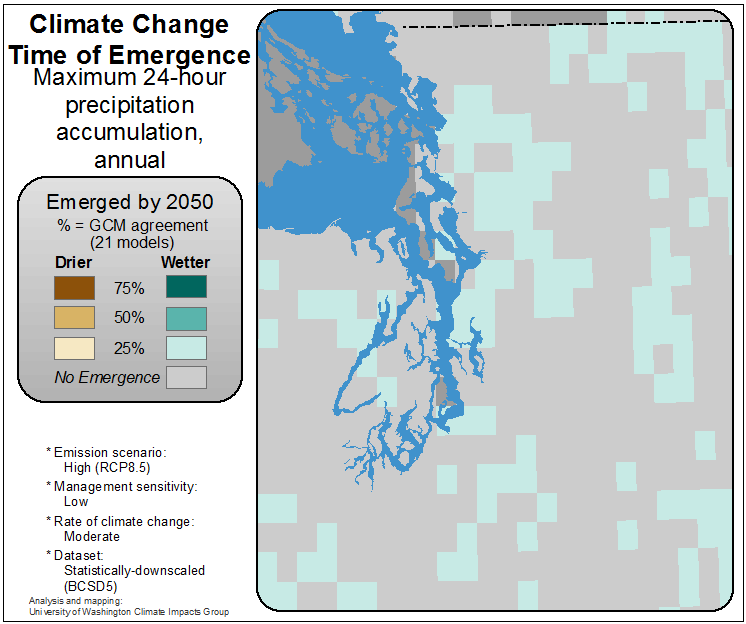 Climate Change
Time of Emergence
Maximum 24-hour
precipitation
accumulation,
annual
Emerged by 2050
% = GCM agreement
(21 models)
Drier Wetter
75%
50%
25%
No Emergence
* Emission scenario:
High (RCP8.5)
* Management sensitivity:
Low
* Rate of climate change:
Moderate
* Dataset:
Statistically-downscaled
(BCSD5)
Analysis and mapping:
University of Washington Climate Impacts Group